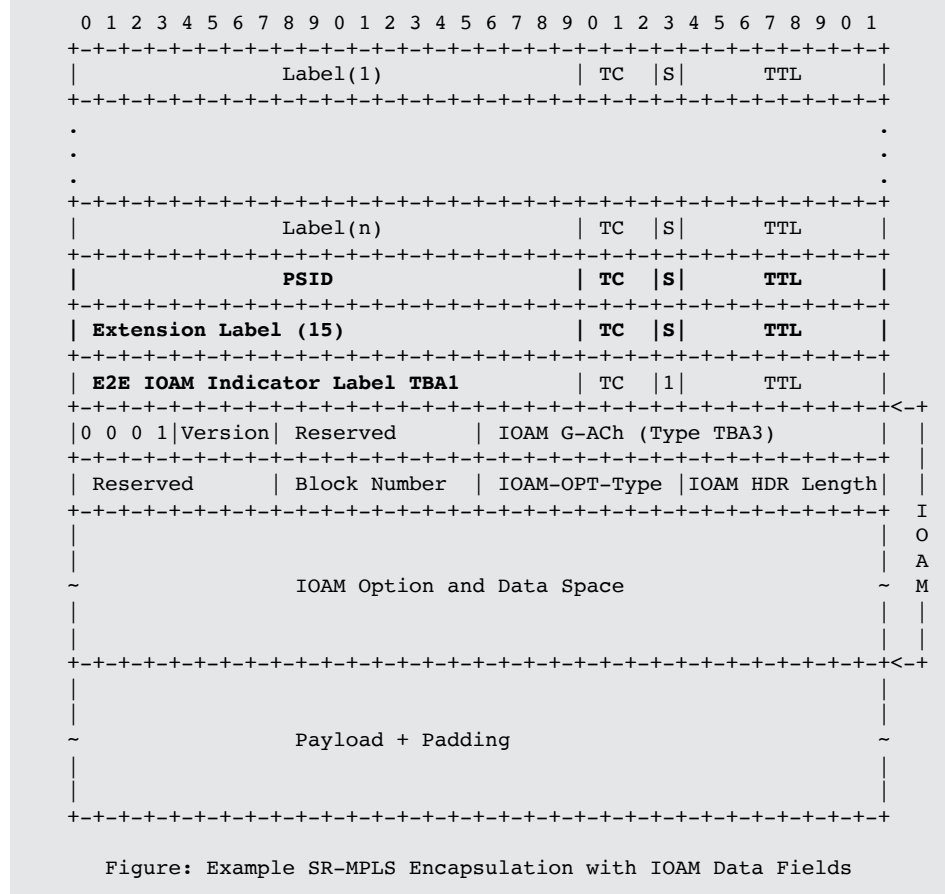 0 1 2 3 4 5 6 7 8 9 0 1 2 3 4 5 6 7 8 9 0 1 2 3 4 5 6 7 8 9 0 1
+-+-+-+-+-+-+-+-+-+-+-+-+-+-+-+-+-+-+-+-+-+-+-+-+-+-+-+-+-+-+-+-+
|                Label(1)               | TC  |S|      TTL      |
+-+-+-+-+-+-+-+-+-+-+-+-+-+-+-+-+-+-+-+-+-+-+-+-+-+-+-+-+-+-+-+-+
.                                                               .
.                                                               .
.                                                               .
+-+-+-+-+-+-+-+-+-+-+-+-+-+-+-+-+-+-+-+-+-+-+-+-+-+-+-+-+-+-+-+-+
|                Label(n)               | TC  |S|      TTL      |
+-+-+-+-+-+-+-+-+-+-+-+-+-+-+-+-+-+-+-+-+-+-+-+-+-+-+-+-+-+-+-+-+
|                PSID                   | TC  |S|      TTL      |
+-+-+-+-+-+-+-+-+-+-+-+-+-+-+-+-+-+-+-+-+-+-+-+-+-+-+-+-+-+-+-+-+
| Extension Label (15)                  | TC  |S|      TTL      |
+-+-+-+-+-+-+-+-+-+-+-+-+-+-+-+-+-+-+-+-+-+-+-+-+-+-+-+-+-+-+-+-+
| E2E IOAM Indicator Label TBA1         | TC  |1|      TTL      |
+-+-+-+-+-+-+-+-+-+-+-+-+-+-+-+-+-+-+-+-+-+-+-+-+-+-+-+-+-+-+-+-+<-+
|0 0 0 1|Version| Reserved      | IOAM G-ACh (Type TBA3)        |  |
+-+-+-+-+-+-+-+-+-+-+-+-+-+-+-+-+-+-+-+-+-+-+-+-+-+-+-+-+-+-+-+-+  |
| Reserved      | Block Number  | IOAM-OPT-Type |IOAM HDR Length|  |
+-+-+-+-+-+-+-+-+-+-+-+-+-+-+-+-+-+-+-+-+-+-+-+-+-+-+-+-+-+-+-+-+  I
|                                                               |  O
|                                                               |  A
~                 IOAM Option and Data Space                    ~  M
|                                                               |  |
|                                                               |  |
+-+-+-+-+-+-+-+-+-+-+-+-+-+-+-+-+-+-+-+-+-+-+-+-+-+-+-+-+-+-+-+-+<-+
|                                                               |
|                                                               |
~                 Payload + Padding                             ~
|                                                               |
|                                                               |
+-+-+-+-+-+-+-+-+-+-+-+-+-+-+-+-+-+-+-+-+-+-+-+-+-+-+-+-+-+-+-+-+
Figure: Example SR-MPLS Encapsulation with IOAM Data Fields